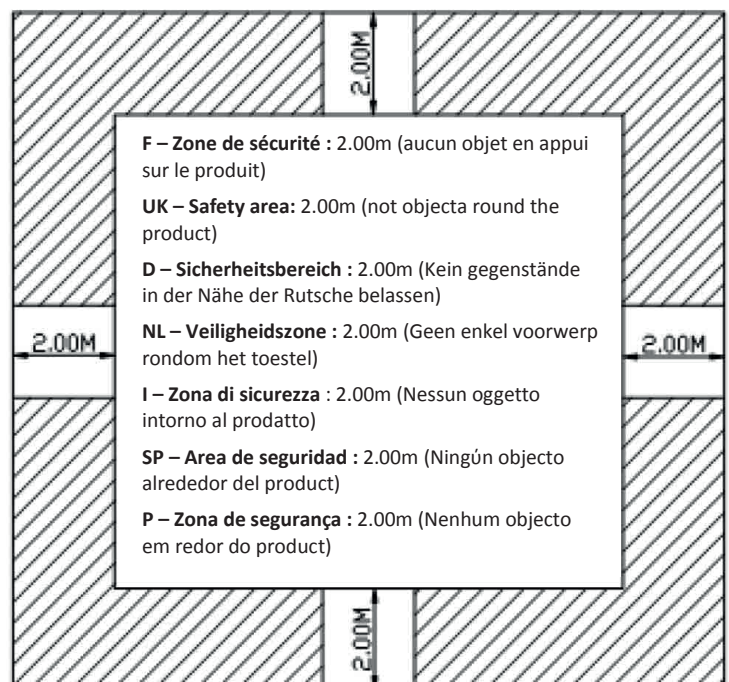 2.00M
F – Zone de sécurité : 2.00m (aucun objet en appui
sur le produit)
UK – Safety area: 2.00m (not objecta round the
product)
D – Sicherheitsbereich : 2.00m (Kein gegenstände
in der Nähe der Rutsche belassen)
NL – Veiligheidszone : 2.00m (Geen enkel voorwerp
rondom het toestel)
2.00M
2.00M
I – Zona di sicurezza : 2.00m (Nessun oggetto
intorno al prodatto)
SP – Area de seguridad : 2.00m (Ningún objecto
alrededor del product)
P – Zona de segurança : 2.00m (Nenhum objecto
em redor do product)
2.00M